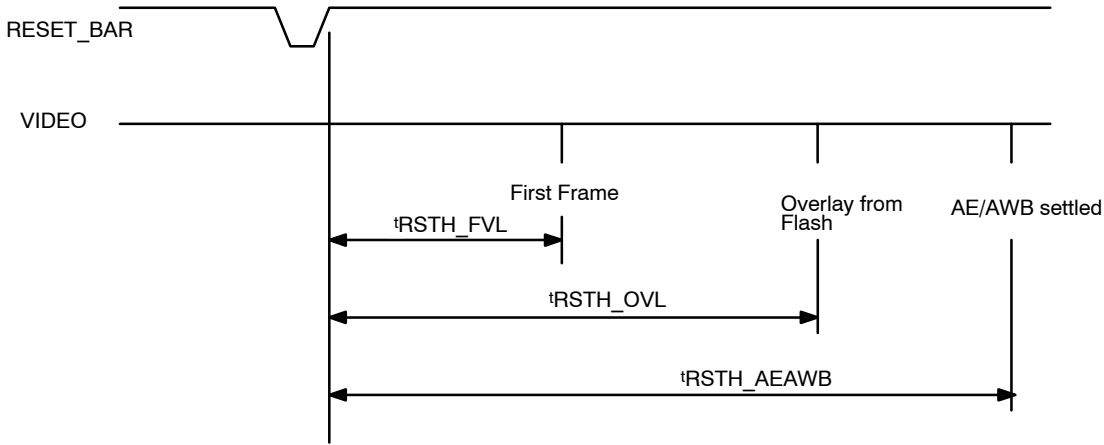 RESET_BAR
VIDEO
First Frame
Overlay from
Flash
AE/AWB settled
tRSTH_FVL
tRSTH_OVL
tRSTH_AEAWB